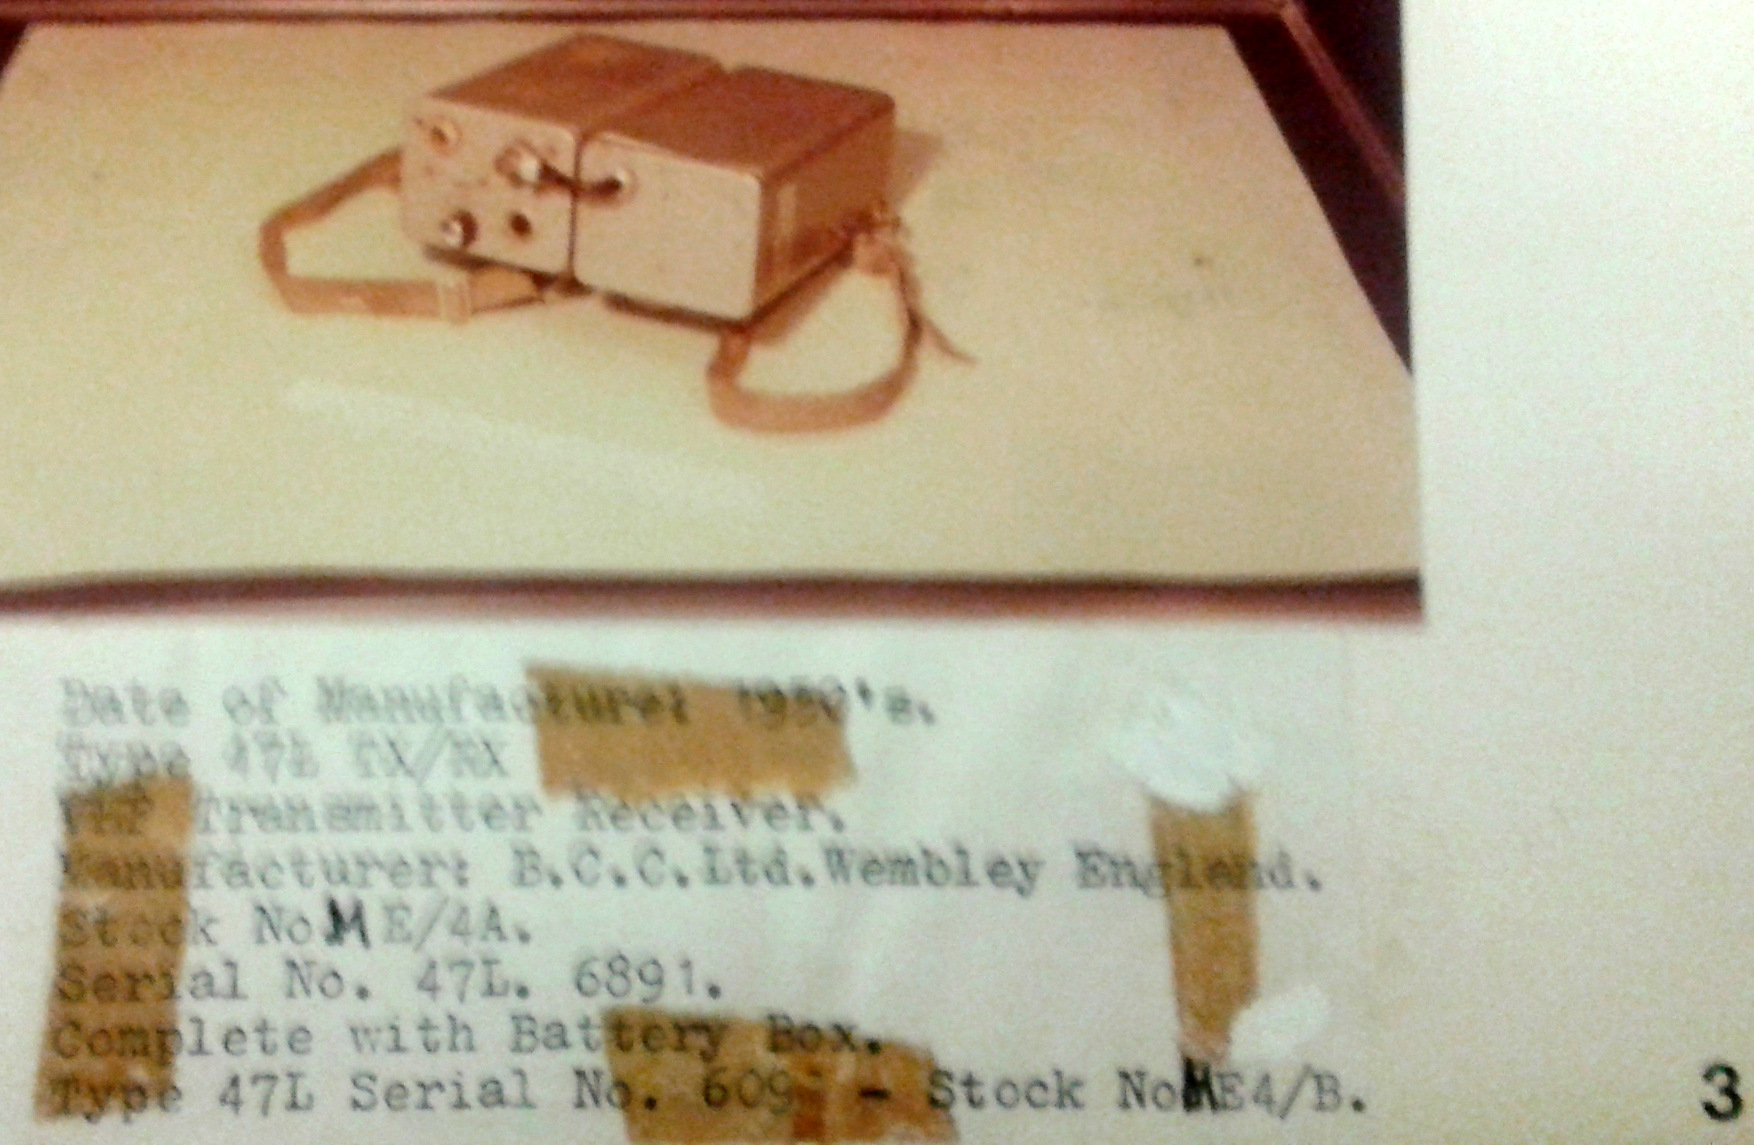 Date of Manufacture: 1950's.
Type 47L TX/RX
VHF Transmitter Receiver.
Manufacturer: B.C.C.Ltd.Wembley England.
Stock No M E/4A.
Serial No. 47L. 6891.
Complete with Battery Box.
Type 47L Serial No. - Stock No ME4/B.
3